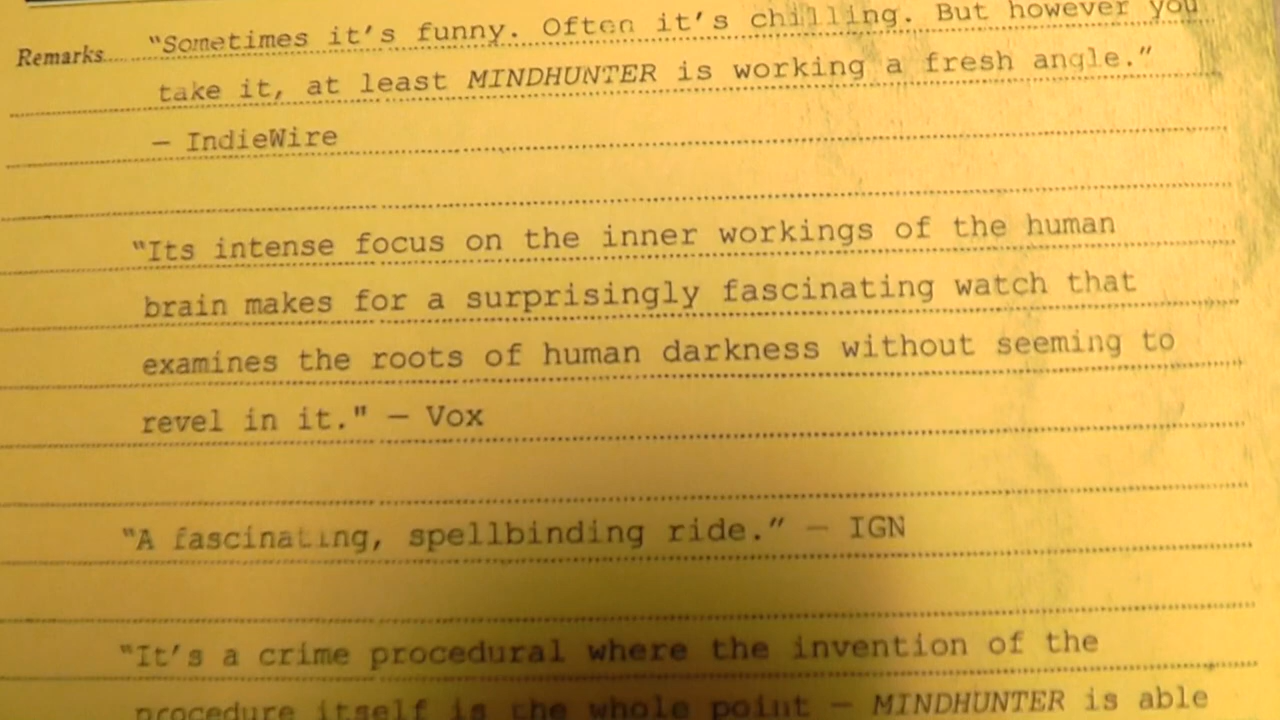 Remarks.... “Sometimes it’s funny. Often it’s chilling. But however you
take it, at least MINDHUNTER is working a fresh angle.”
— IndieWire
“Its intense focus on the inner workings of the human
brain makes for a surprisingly fascinating watch that
examines the roots of human darkness without seeming to
revel in it." — Vox
“A fascinating, spellbinding ride.” — IGN
“It’s a crime procedural where the invention of the
procedure itself is the whole point — MINDHUNTER is able